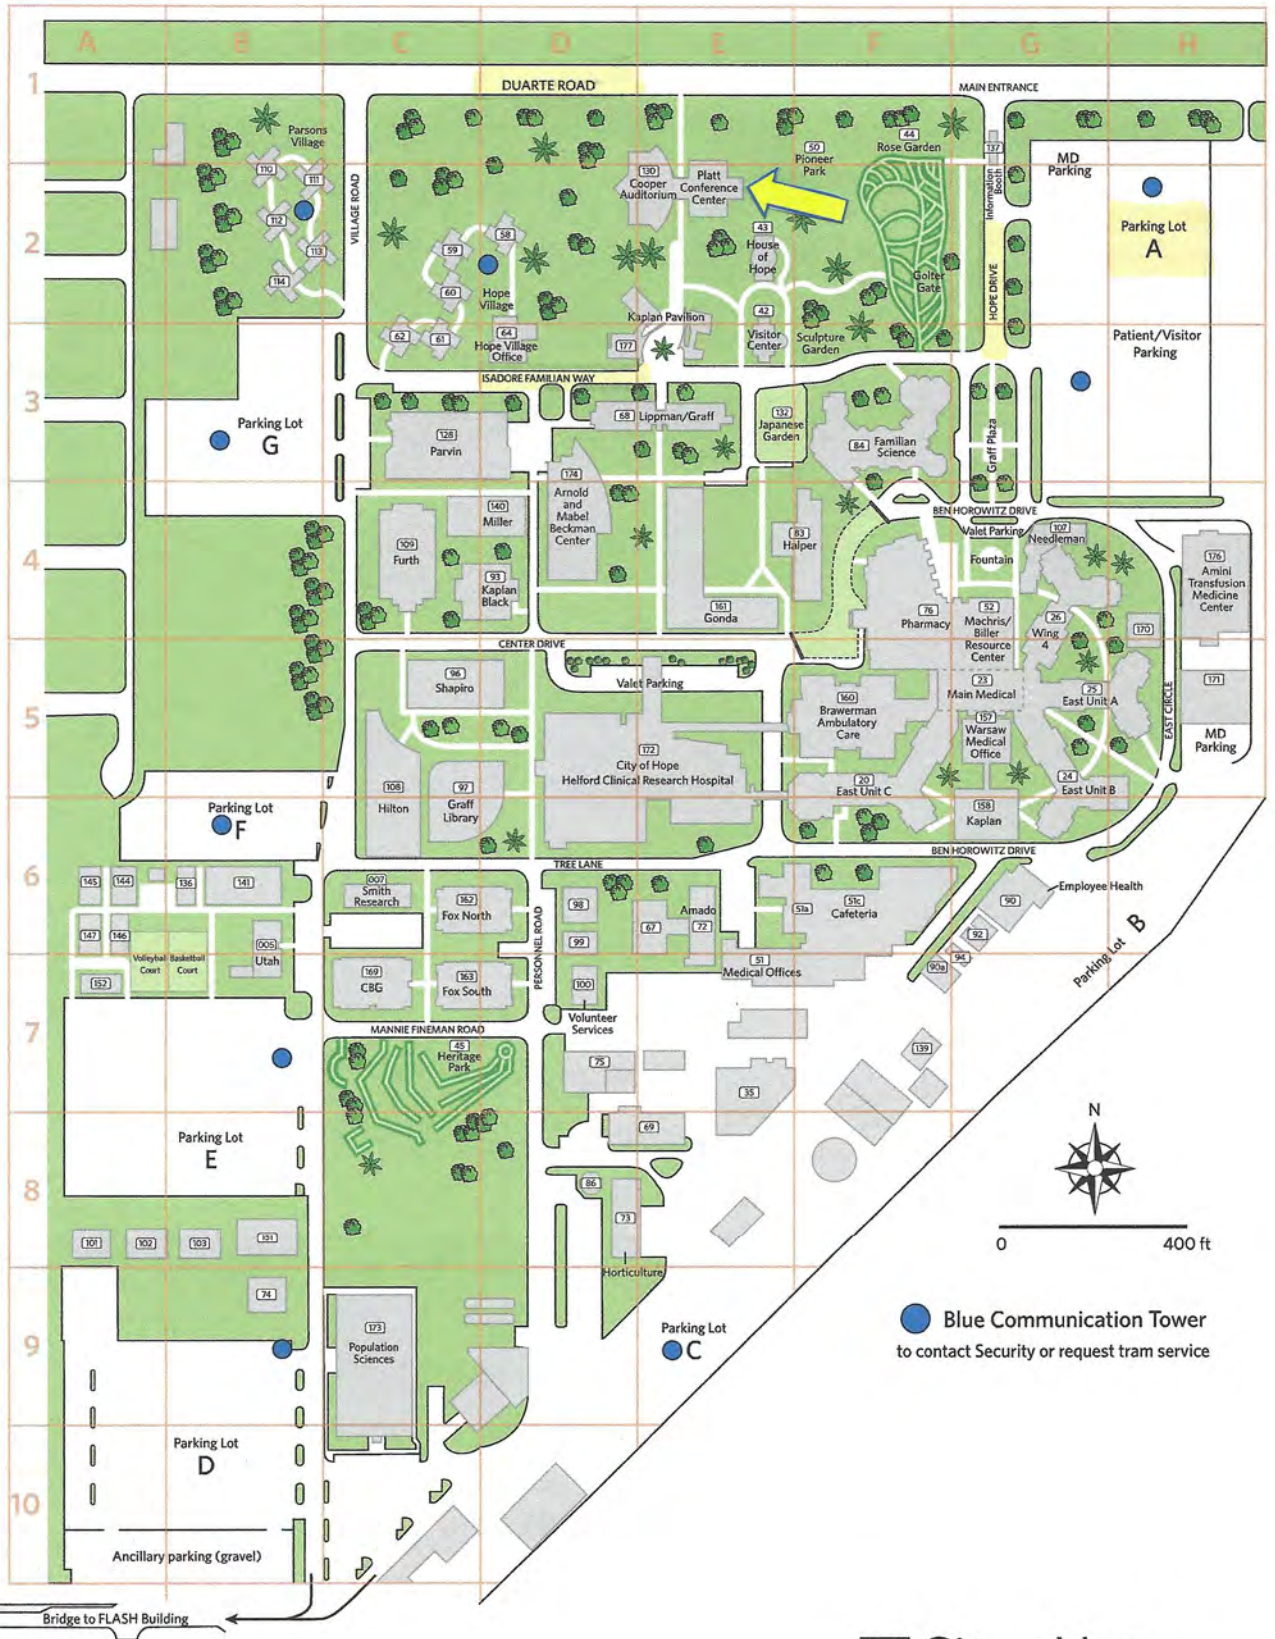 A B C D E F G H
1
DUARTE ROAD
MAIN ENTRANCE
Parsons
Village
44
Rose Garden
50
Pioneer
Park
137
Information
Booth
MD
Parking
110
111
112
113
114
VILLAGE ROAD
130
Cooper
Auditorium
Platt
Conference
Center
2
Parking Lot
A
58
59
60
61
62
Hope
Village
64
Hope Village
Office
43
House
of
Hope
Golter
Gate
HOPE DRIVE
Kaplan Pavilion
42
Visitor
Center
Sculpture
Garden
177
Patient/Visitor
Parking
ISADORE FAMILIAN WAY
3
Parking Lot
G
128
Parvin
68 Lippman/Graff
132
Japanese
Garden
84
Familian
Science
Graff Plaza
174
Arnold
and
Mabel
Beckman
Center
BEN HOROWITZ DRIVE
Valet Parking
107
Needleman
Fountain
4
140
Miller
109
Furth
93
Kaplan
Black
83
Halper
161
Gonda
76
Pharmacy
52
Machris/
Biller
Resource
Center
26
Wing
4
170
176
Amini
Transfusion
Medicine
Center
CENTER DRIVE
5
96
Shapiro
Valet Parking
160
Brawerman
Ambulatory
Care
23
Main Medical
25
East Unit A
171
EAST CIRCLE
MD
Parking
157
Warsaw
Medical
Office
172
City of Hope
Helford Clinical Research Hospital
108
Hilton
97
Graff
Library
20
East Unit C
158
Kaplan
24
East Unit B
Parking Lot
F
TREE LANE
BEN HOROWITZ DRIVE
6
145
144
136
141
147
146
152
Volleyball
Court
Basketball
Court
005
Utah
007
Smith
Research
162
Fox North
169
CBG
163
Fox South
PERSONNEL ROAD
98
99
100
67
Amado
72
51a
51c
Cafeteria
51
Medical Offices
90
Employee Health
92
94
90a
Parking Lot B
Volunteer
Services
7
MANNIE FINEMAN ROAD
45
Heritage
Park
75
35
139
69
Parking Lot
E
8
86
73
Horticulture
101
102
103
151
74
N
0 400 ft
9
173
Population
Sciences
Parking Lot
C
Blue Communication Tower
to contact Security or request tram service
Parking Lot
D
10
Ancillary parking (gravel)
Bridge to FLASH Building